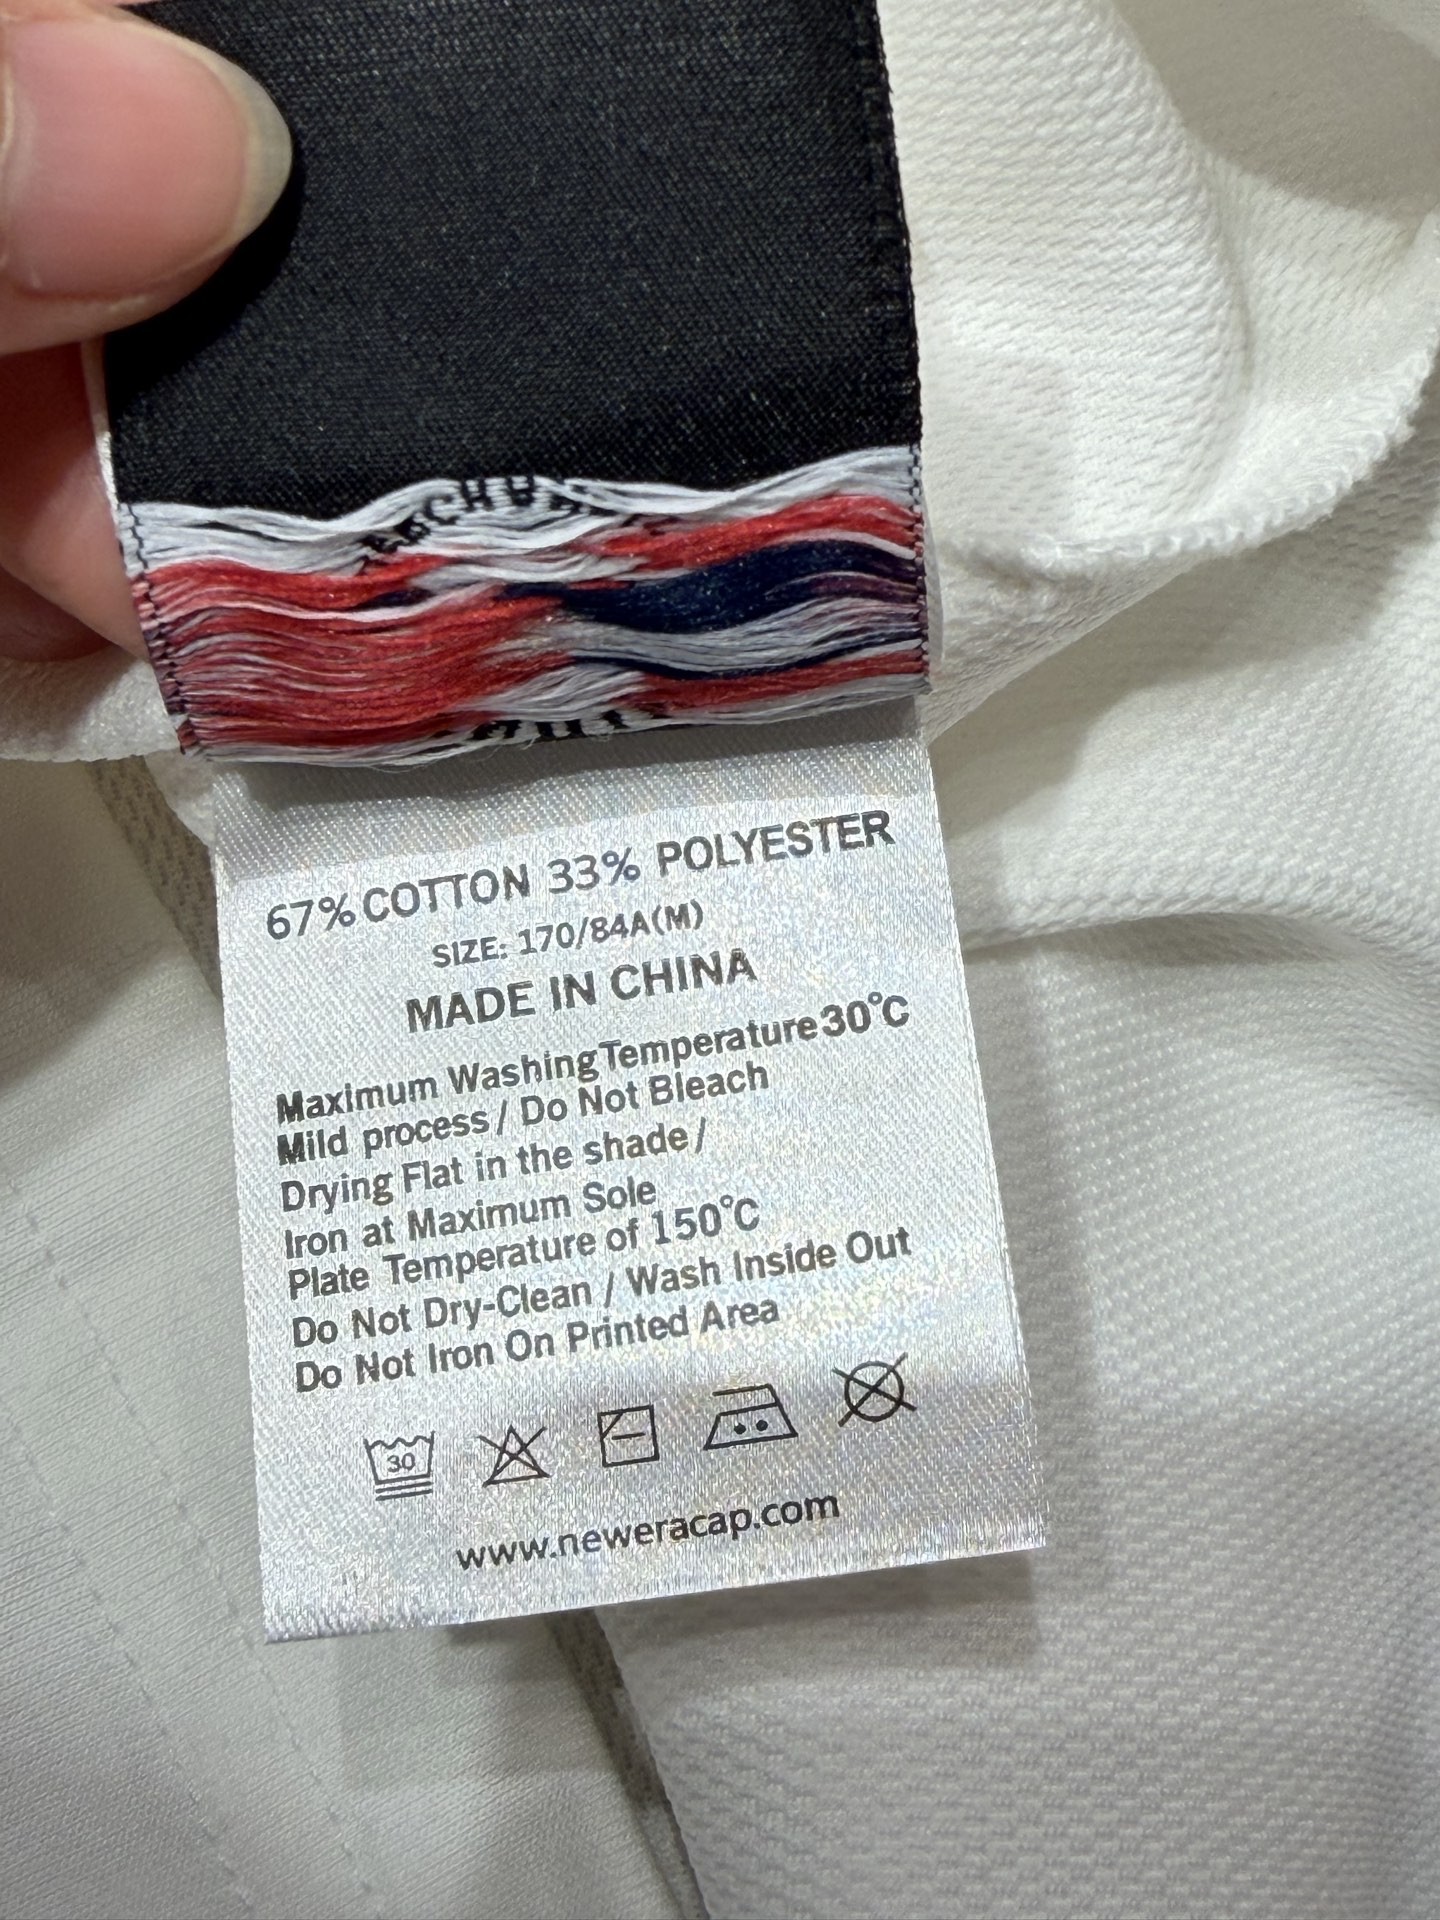 67% COTTON 33% POLYESTER
SIZE: 170/84A(M)
MADE IN CHINA
Maximum Washing Temperature 30°C
Mild process / Do Not Bleach
Drying Flat in the shade /
Iron at Maximum Sole
Plate Temperature of 150°C
Do Not Dry-Clean / Wash Inside Out
Do Not Iron On Printed Area
30
www.neweracap.com